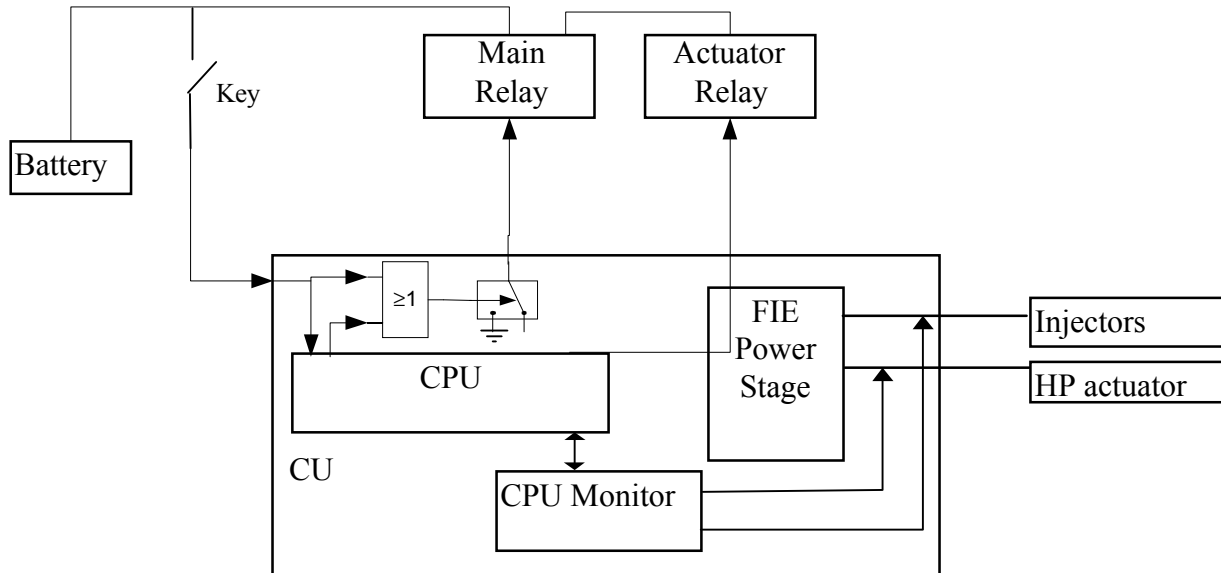 Main
Relay
Actuator
Relay
Key
Battery
≥1
FIE
Power
Stage
Injectors
CPU
HP actuator
CU
CPU Monitor